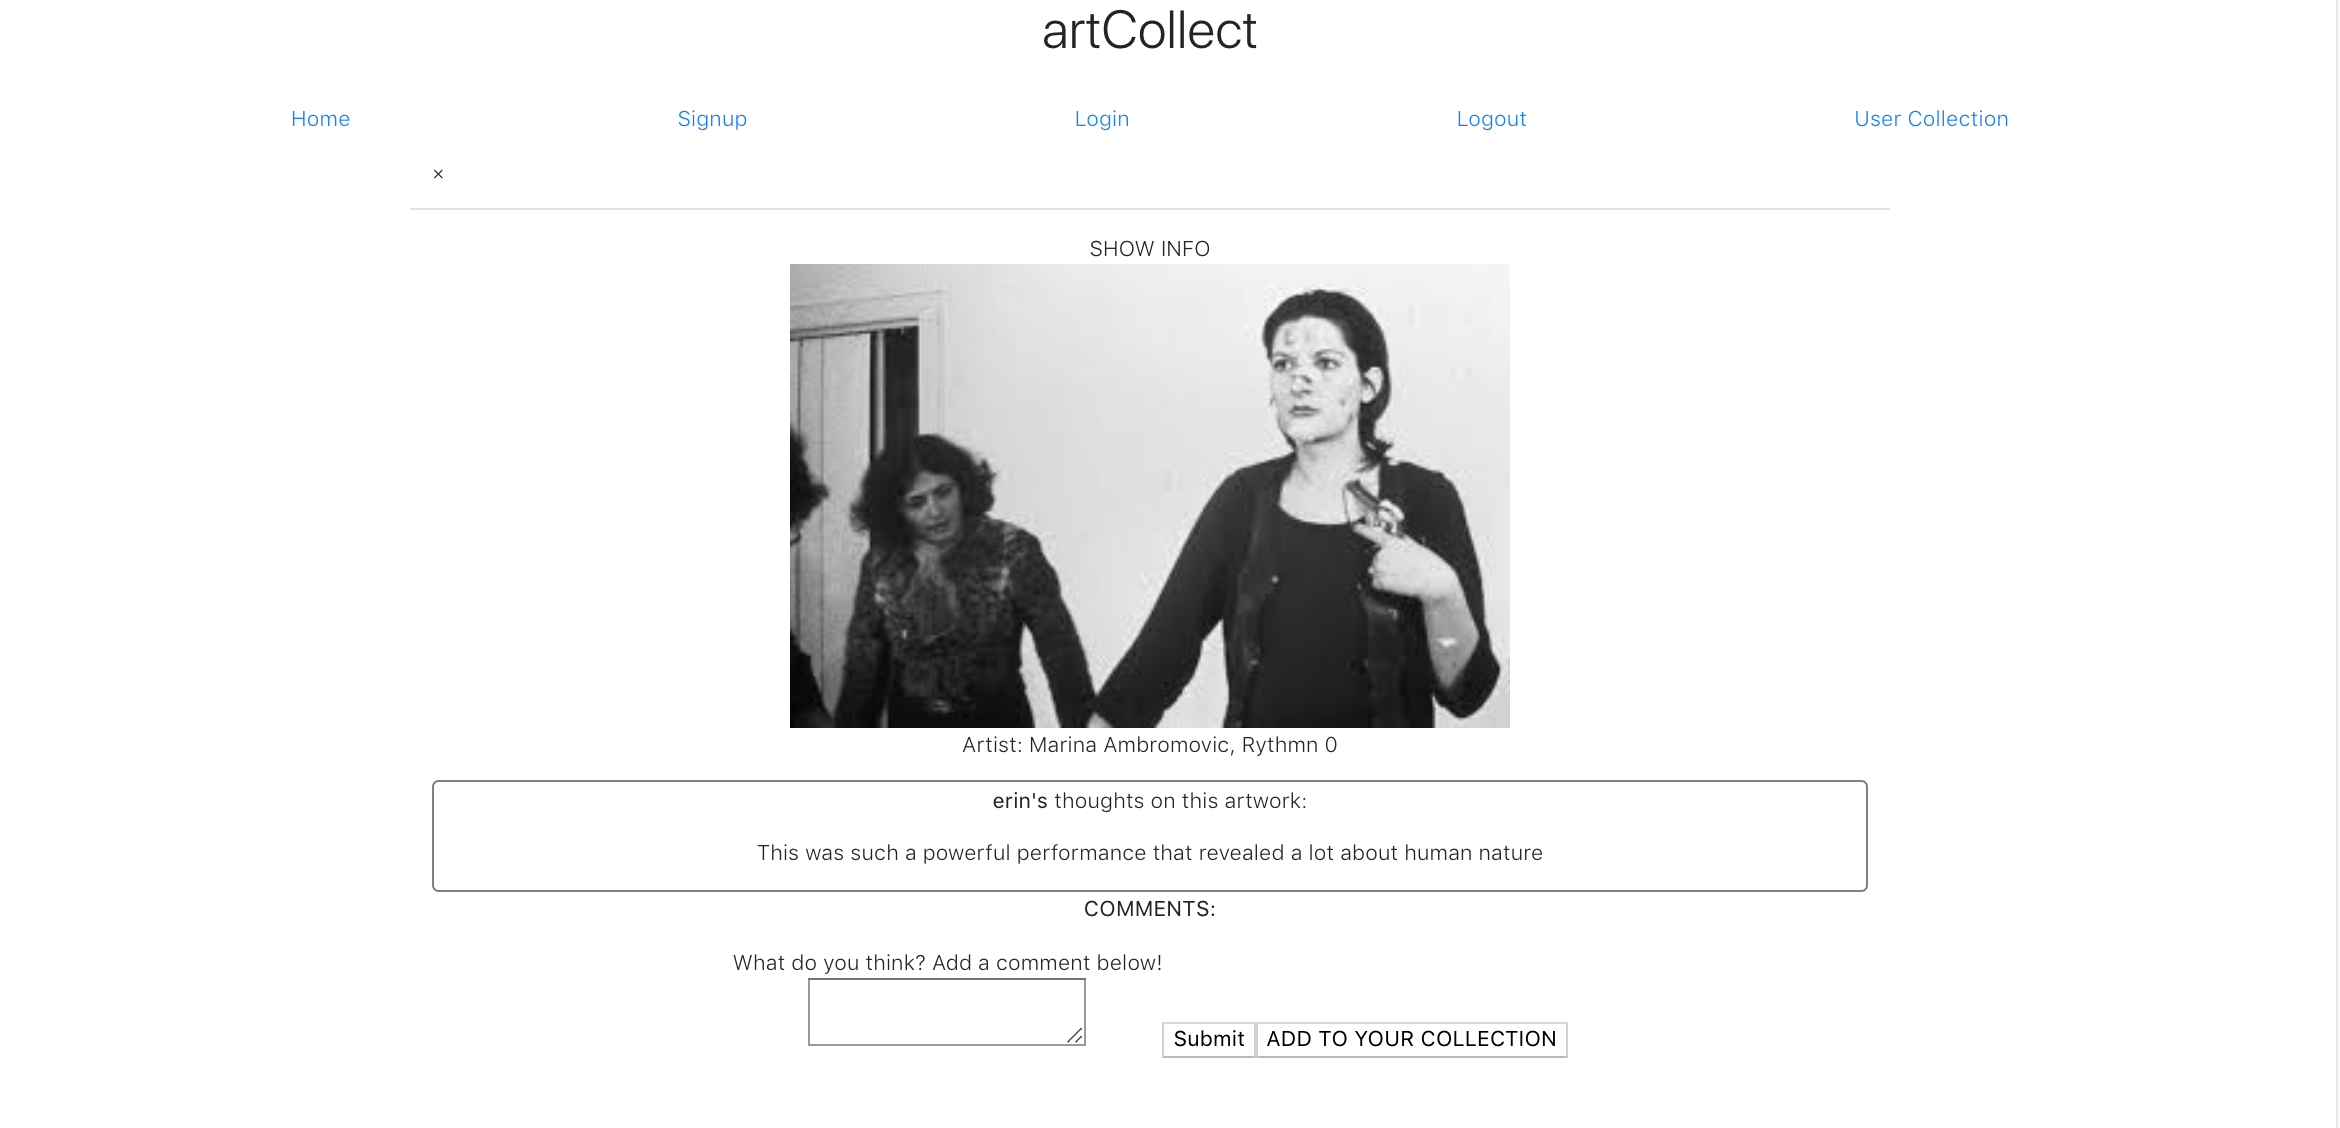 artCollect
Home Signup Login Logout User Collection
×
SHOW INFO
Artist: Marina Ambromovic, Rythmn 0
erin's thoughts on this artwork:
This was such a powerful performance that revealed a lot about human nature
COMMENTS:
What do you think? Add a comment below!
Submit ADD TO YOUR COLLECTION